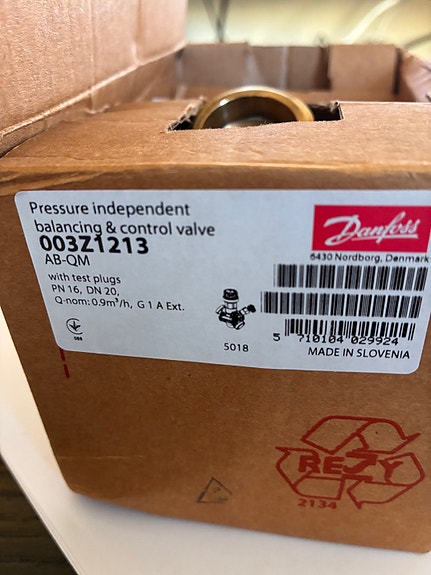 Pressure independent
balancing & control valve
003Z1213
AB-QM
with test plugs
PN 16, DN 20,
Q-nom: 0.9m³/h, G 1 A Ext.
Danfoss
6430 Nordborg, Denmark
5018
5 710104 029924
MADE IN SLOVENIA
RESY
2134